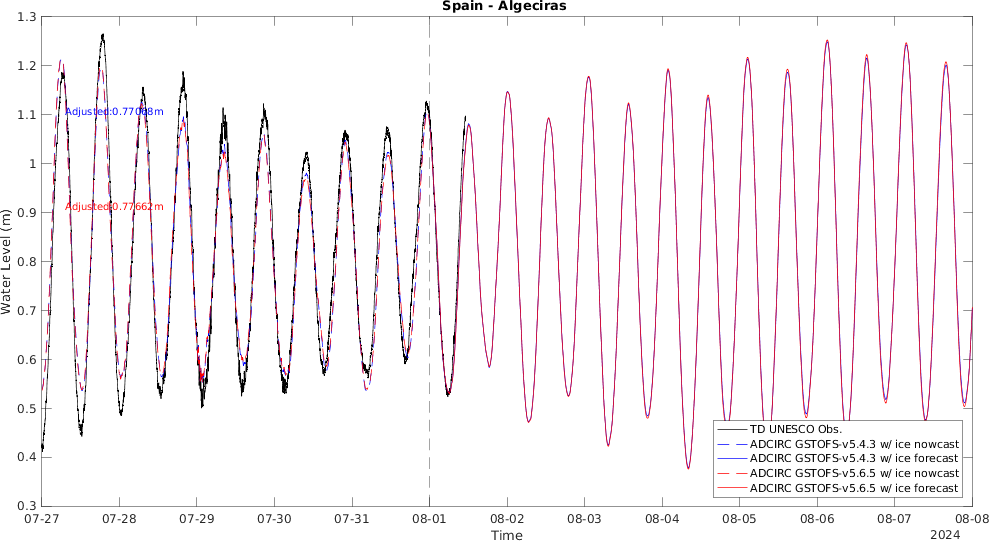 Spain - Algeciras
1.3
1.2
1.1
1
0.9
0.8
0.7
0.6
0.5
0.4
0.3
Water Level (m)
Adjusted:0.77068m
Adjusted:0.77662m
TD UNESCO Obs.
ADCIRC GSTOFS-v5.4.3 w/ ice nowcast
ADCIRC GSTOFS-v5.4.3 w/ ice forecast
ADCIRC GSTOFS-v5.6.5 w/ ice nowcast
ADCIRC GSTOFS-v5.6.5 w/ ice forecast
07-27 07-28 07-29 07-30 07-31 08-01 08-02 08-03 08-04 08-05 08-06 08-07 08-08
Time
2024